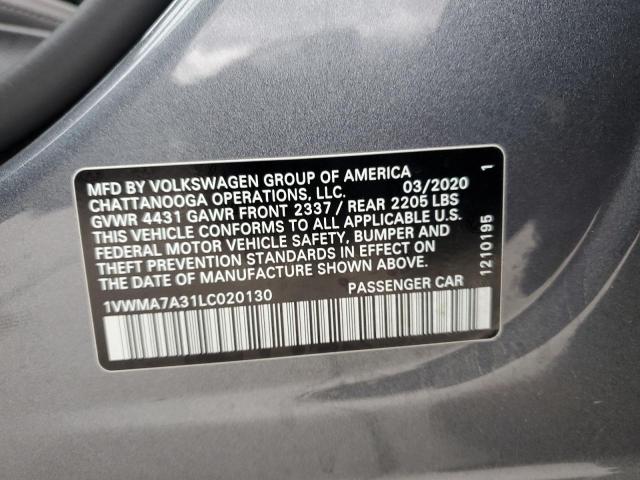 MFD BY VOLKSWAGEN GROUP OF AMERICA
CHATTANOOGA OPERATIONS, LLC. 03/2020
GVWR 4431 GAWR FRONT 2337 / REAR 2205 LBS
THIS VEHICLE CONFORMS TO ALL APPLICABLE U.S.
FEDERAL MOTOR VEHICLE SAFETY, BUMPER AND
THEFT PREVENTION STANDARDS IN EFFECT ON THE
DATE OF MANUFACTURE SHOWN ABOVE.
1VWMA7A31LC020130 PASSENGER CAR
1210195 1